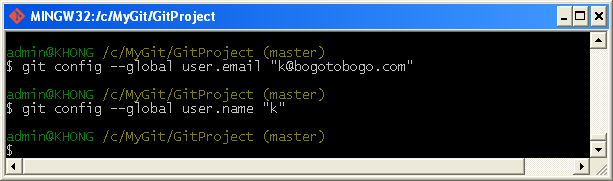 MINGW32:/c/MyGit/GitProject
admin@KHONG /c/MyGit/GitProject (master)
$ git config --global user.email "k@bogotobogo.com"
admin@KHONG /c/MyGit/GitProject (master)
$ git config --global user.name "k"
admin@KHONG /c/MyGit/GitProject (master)
$